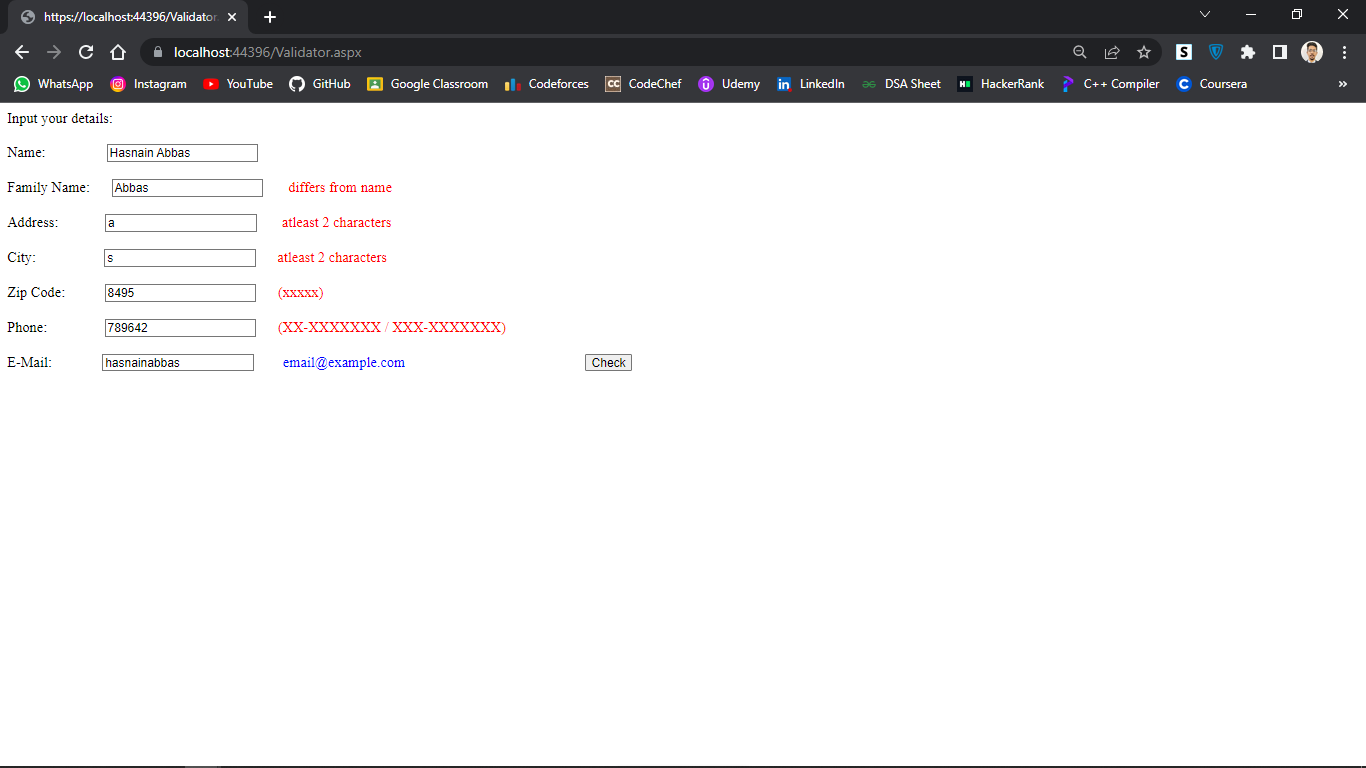 https://localhost:44396/Validator
localhost:44396/Validator.aspx
WhatsApp Instagram YouTube GitHub Google Classroom Codeforces CodeChef Udemy LinkedIn DSA Sheet HackerRank C++ Compiler Coursera »
Input your details:
Name: Hasnain Abbas
Family Name: Abbas differs from name
Address: a atleast 2 characters
City: s atleast 2 characters
Zip Code: 8495 (xxxxx)
Phone: 789642 (XX-XXXXXXX / XXX-XXXXXXX)
E-Mail: hasnainabbas email@example.com Check